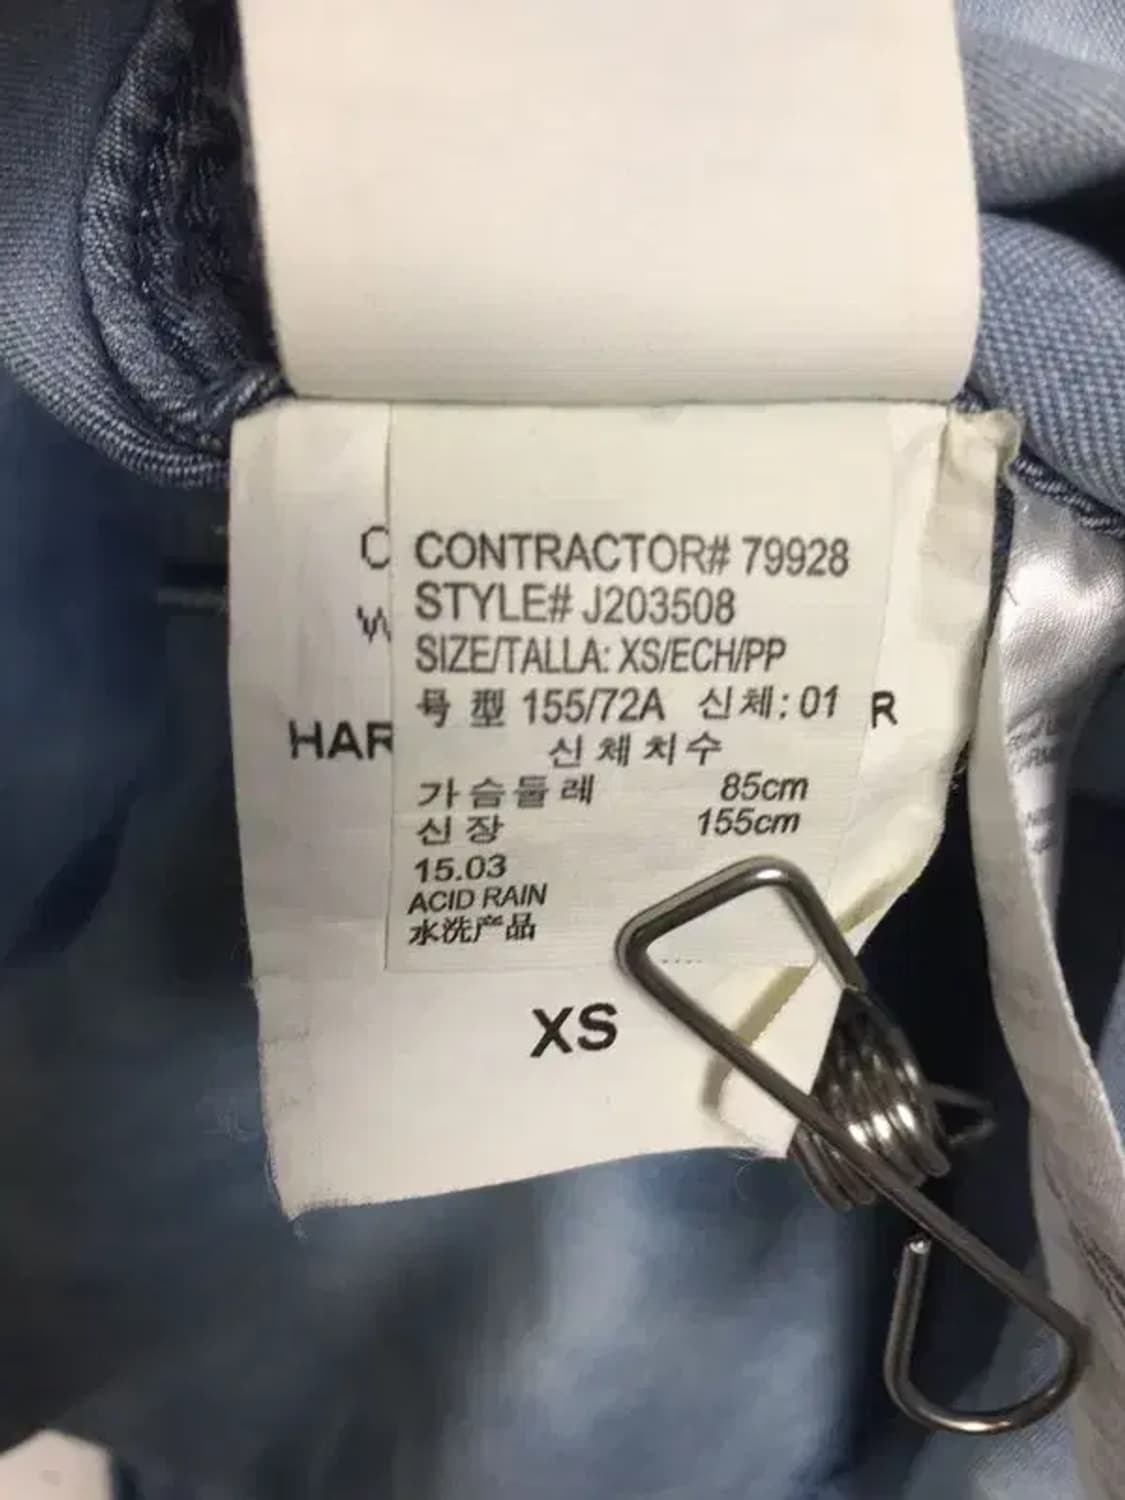 CONTRACTOR# 79928
STYLE# J203508
SIZE/TALLA: XS/ECH/PP
号 型 155/72A 신체: 01
신체치수
가슴둘레 85cm
신장 155cm
15.03
ACID RAIN
水洗产品
HAR R
XS